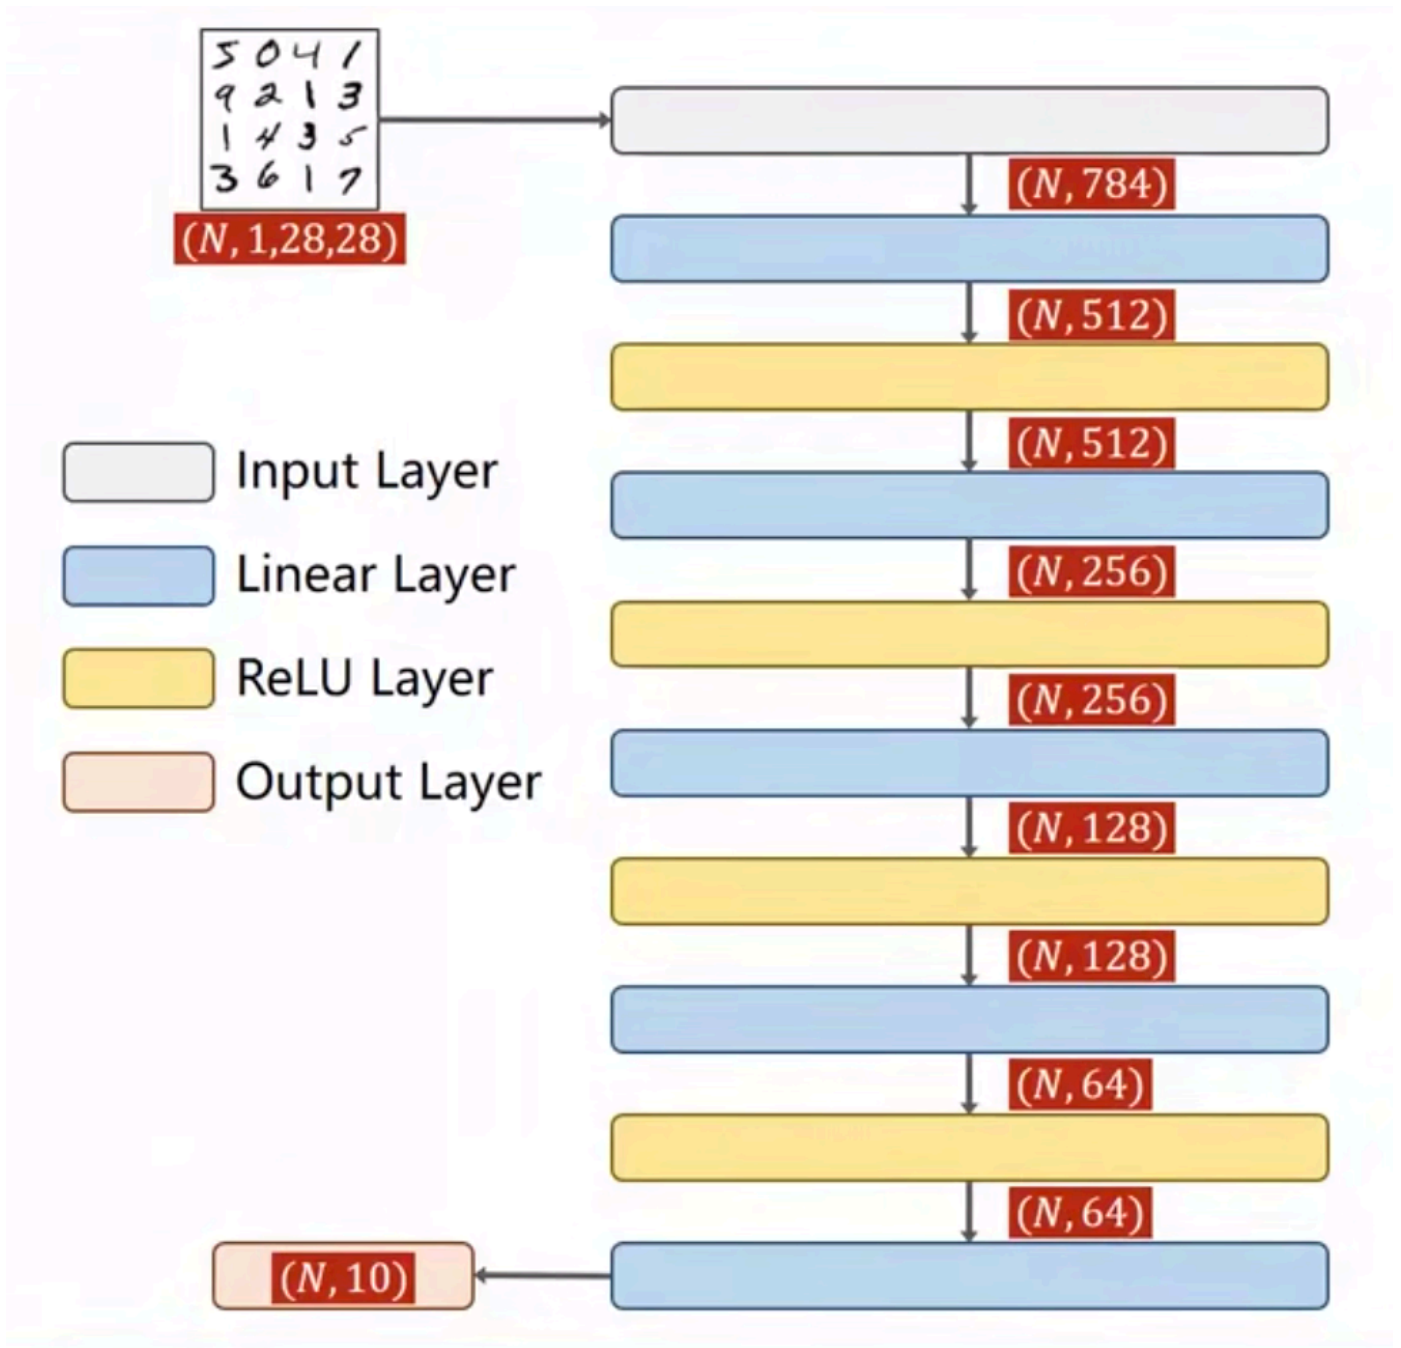 5 0 4 1
9 2 1 3
1 4 3 5
3 6 1 7
(N, 1,28,28)
(N, 784)
(N, 512)
(N, 512)
(N, 256)
(N, 256)
(N, 128)
(N, 128)
(N, 64)
(N, 64)
(N, 10)
Input Layer
Linear Layer
ReLU Layer
Output Layer